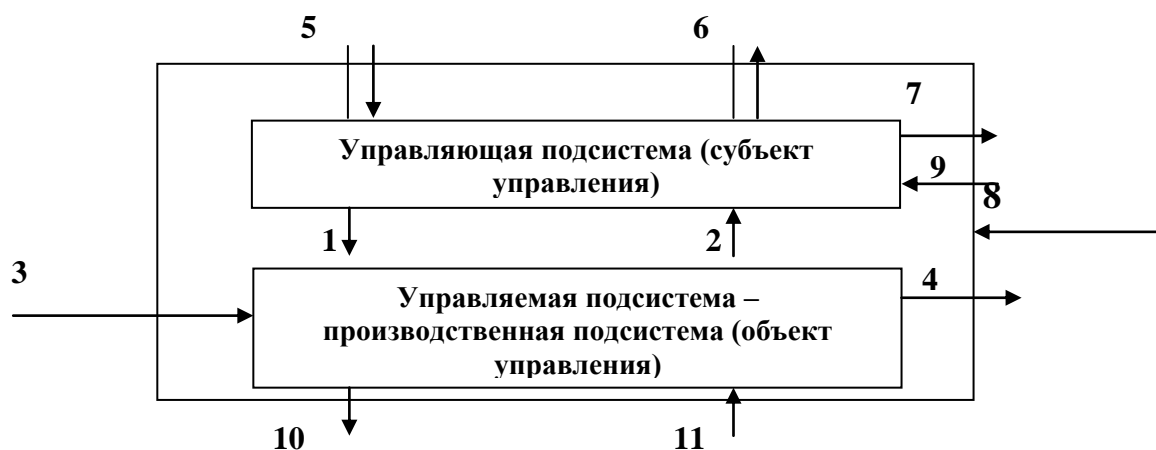 5
6
7
Управляющая подсистема (субъект
управления)
9
8
1
2
3
4
Управляемая подсистема –
производственная подсистема (объект
управления)
10
11